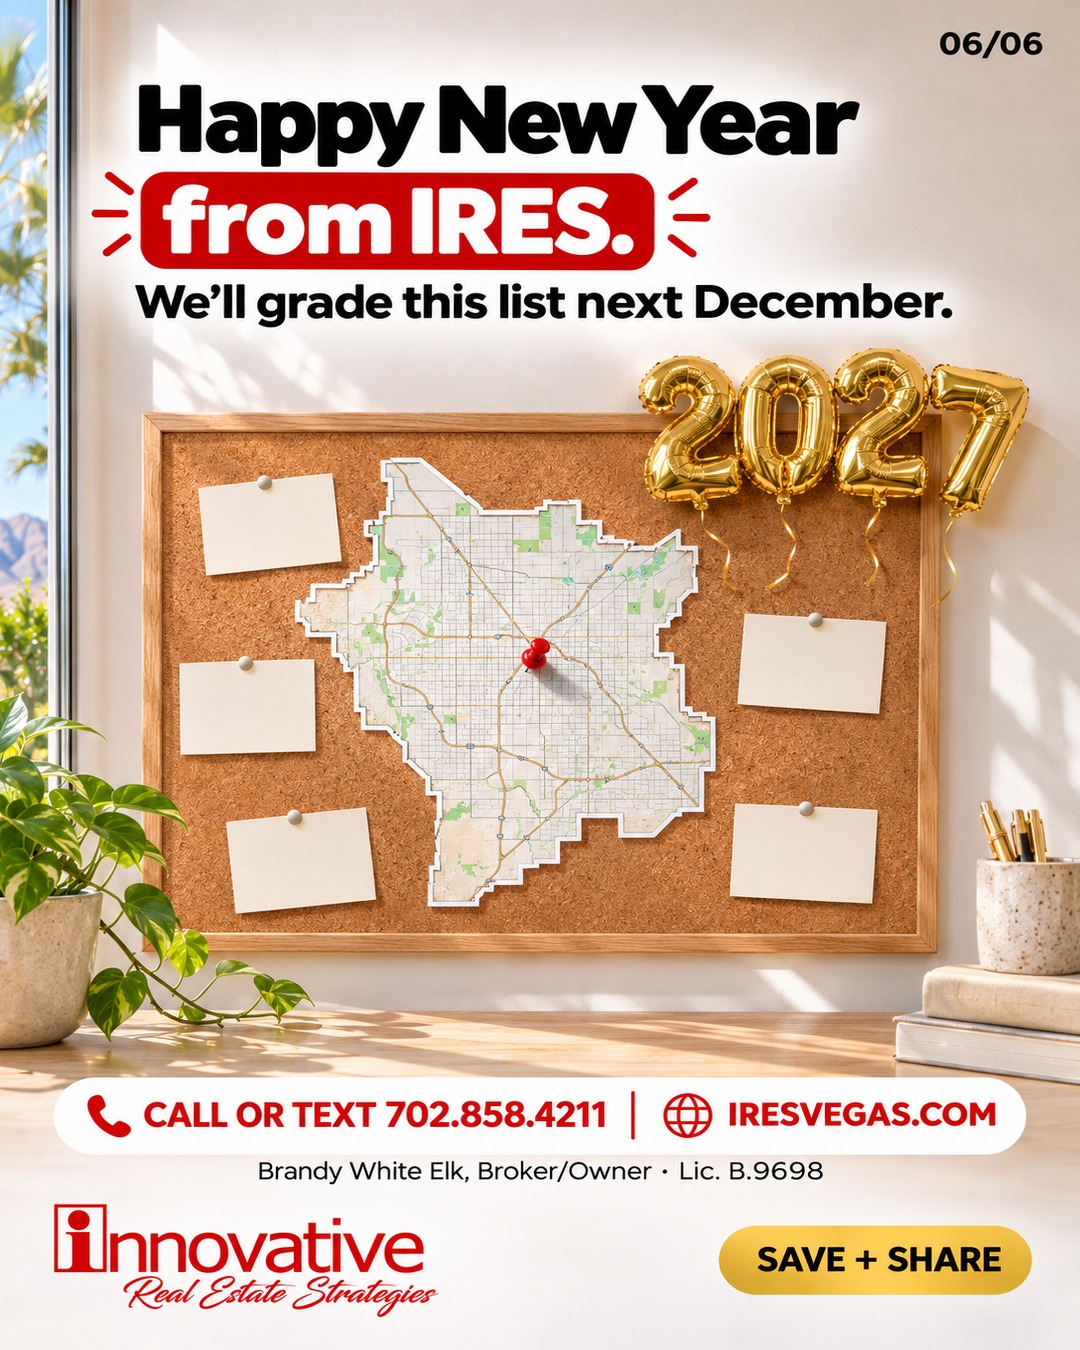 06/06
Happy New Year
from IRES.
We'll grade this list next December.
2027
CALL OR TEXT 702.858.4211 | IRESVEGAS.COM
Brandy White Elk, Broker/Owner • Lic. B.9698
innovative
Real Estate Strategies
SAVE + SHARE